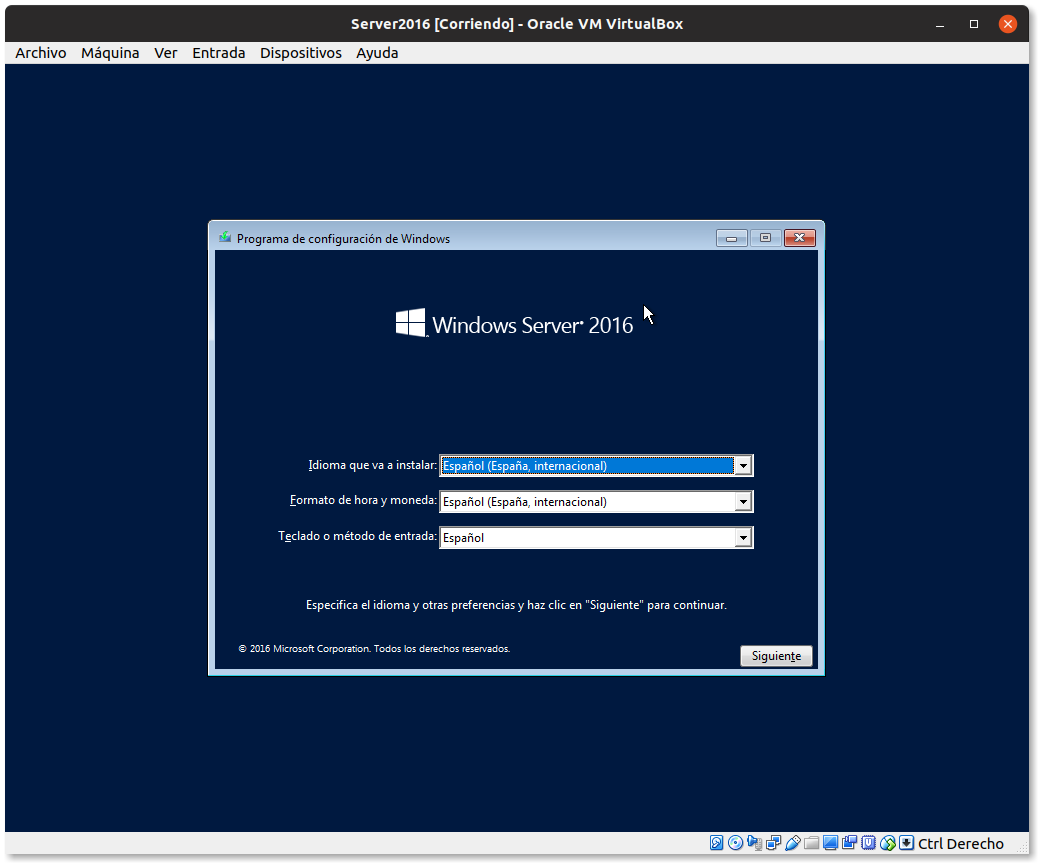 Server2016 [Corriendo] - Oracle VM VirtualBox
Archivo Máquina Ver Entrada Dispositivos Ayuda
Programa de configuración de Windows
Windows Server® 2016
Idioma que va a instalar: Español (España, internacional)
Formato de hora y moneda: Español (España, internacional)
Teclado o método de entrada: Español
Especifica el idioma y otras preferencias y haz clic en "Siguiente" para continuar.
© 2016 Microsoft Corporation. Todos los derechos reservados.
Siguiente
Ctrl Derecho